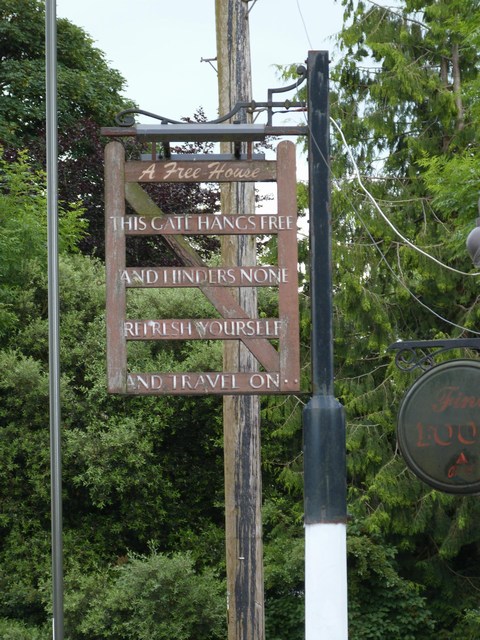 A Free House
THIS GATE HANGS FREE
AND HINDERS NONE
REFRESH YOURSELF
AND TRAVEL ON..